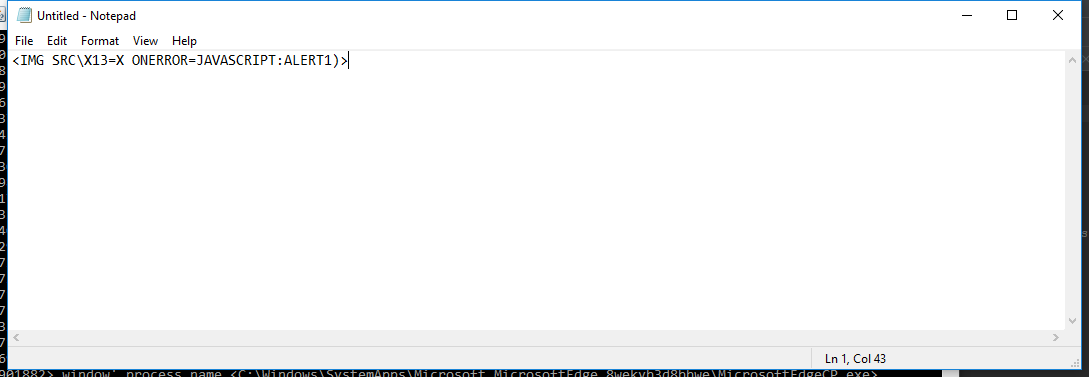 Untitled - Notepad
File Edit Format View Help
<IMG SRC\X13=X ONERROR=JAVASCRIPT:ALERT1)>
Ln 1, Col 43
001882> window' process name <C:\Windows\SystemApps\Microsoft.MicrosoftEdge_8wekyb3d8bbwe\MicrosoftEdgeCP.exe>